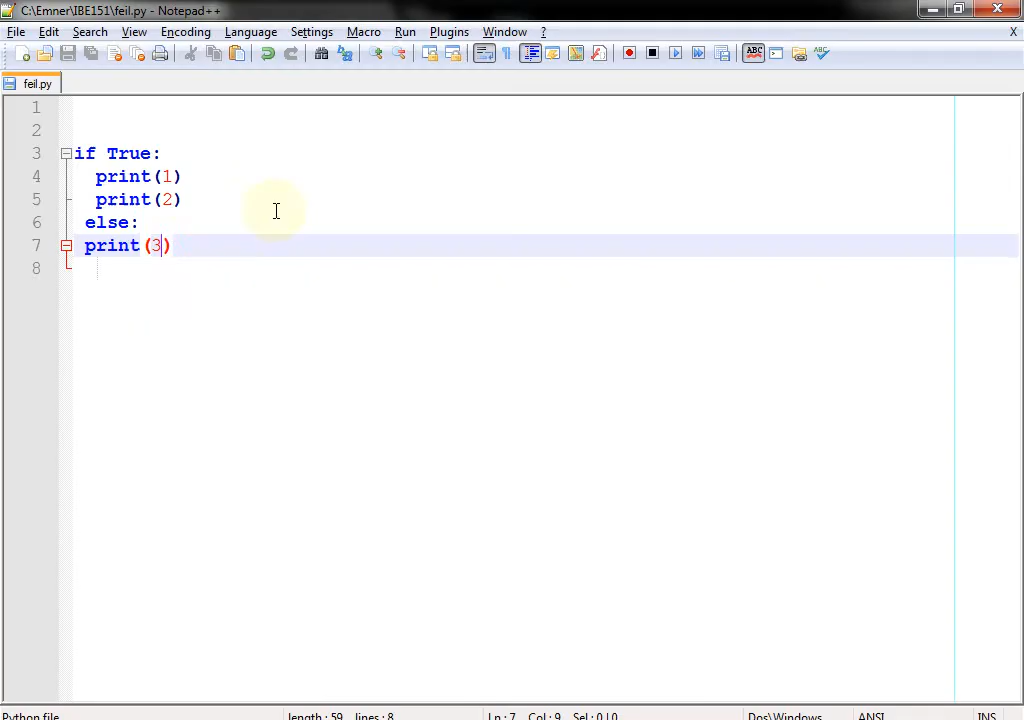 C:\Emner\IBE151\feil.py - Notepad++
File Edit Search View Encoding Language Settings Macro Run Plugins Window ? X
feil.py
1
2
3 if True:
4 print(1)
5 print(2)
6 else:
7 print(3)
8
Python file length : 59 lines : 8 Ln : 7 Col : 9 Sel : 0 | 0 Dos\Windows ANSI INS